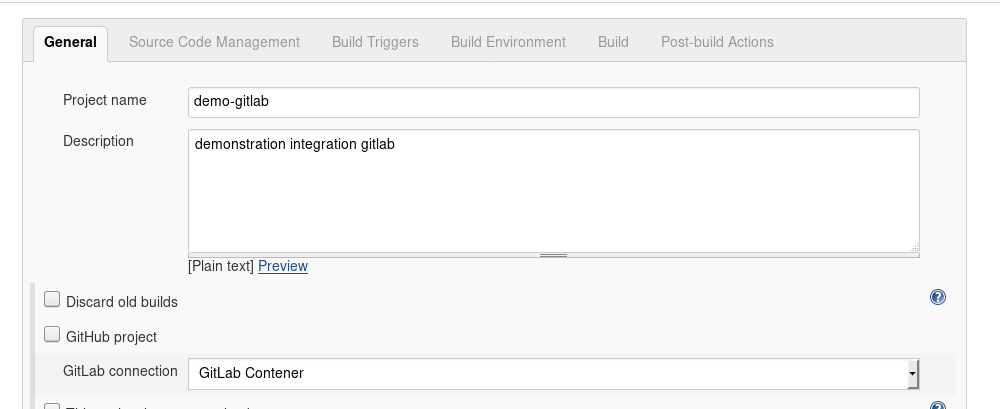 General Source Code Management Build Triggers Build Environment Build Post-build Actions
Project name demo-gitlab
Description demonstration integration gitlab
[Plain text] Preview
Discard old builds
GitHub project
GitLab connection GitLab Contener